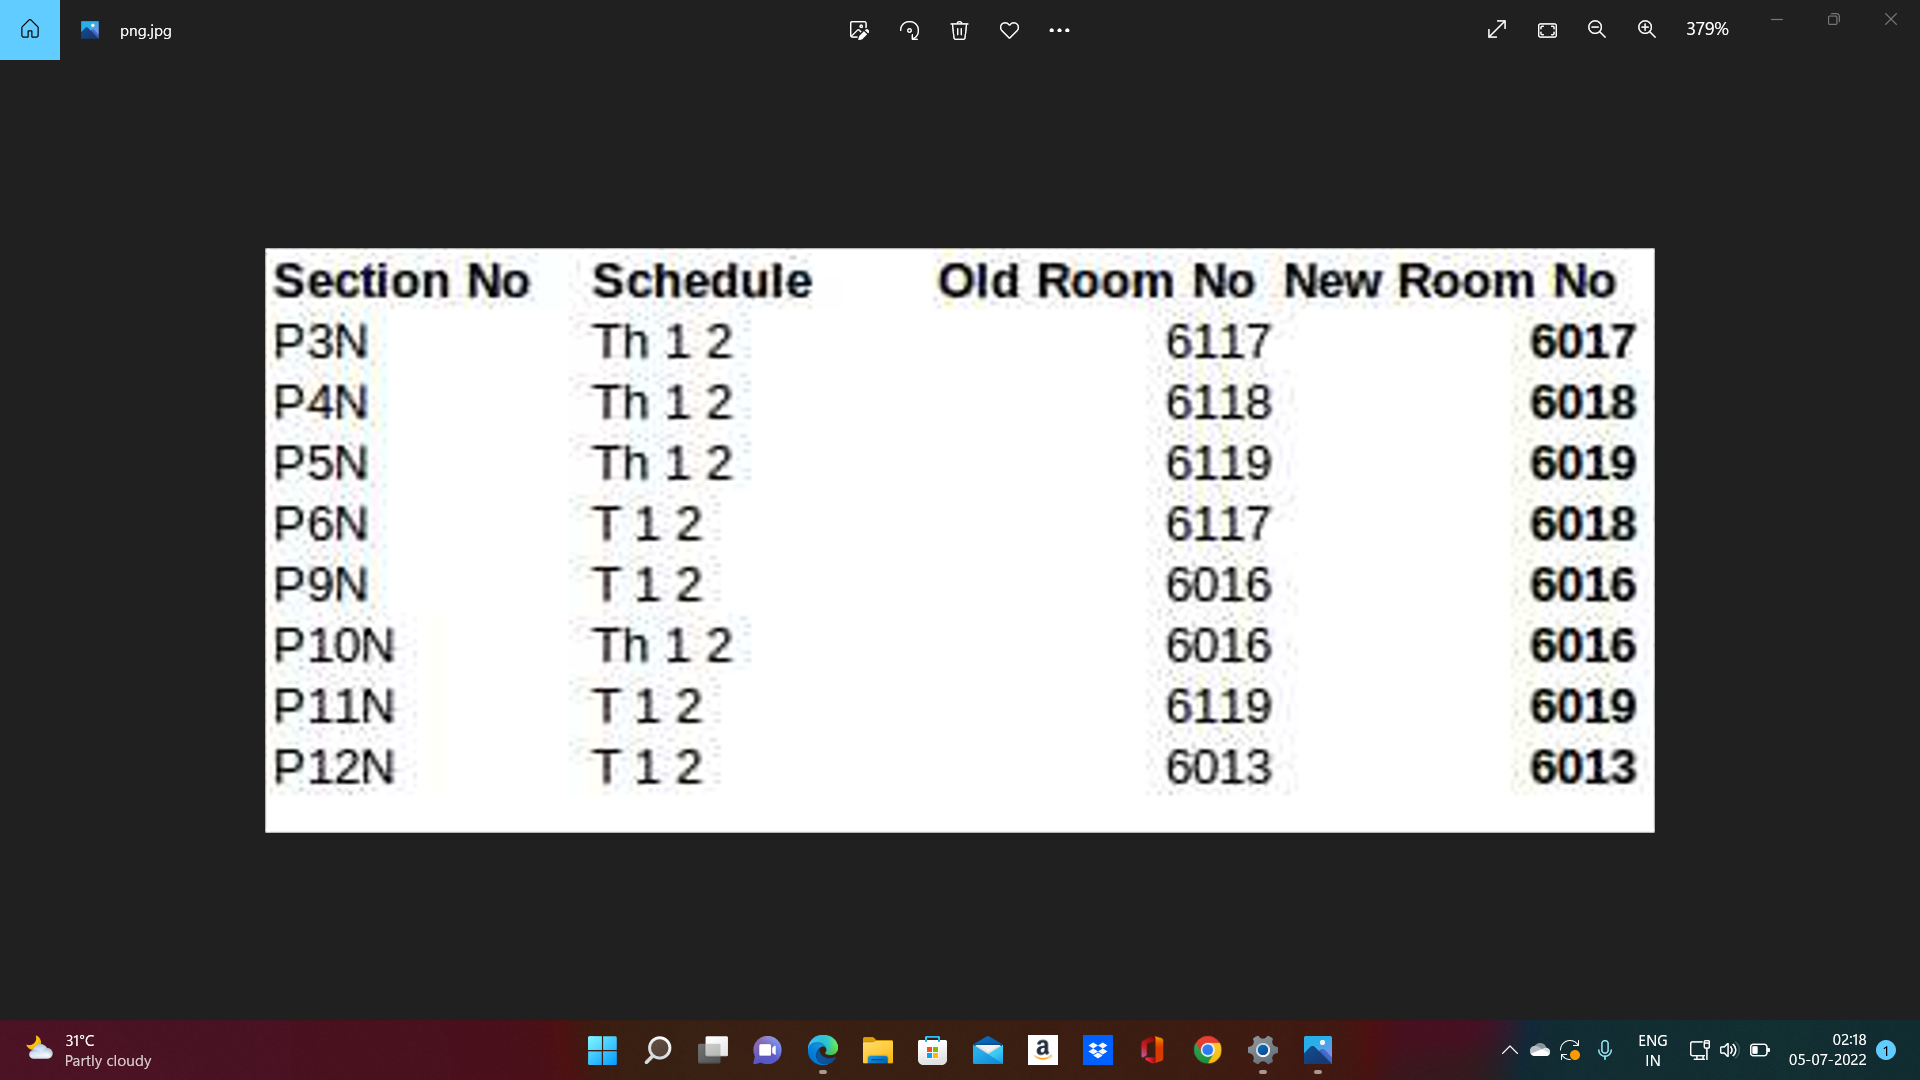 png.jpg
379%
Section No Schedule Old Room No New Room No
P3N Th 1 2 6117 6017
P4N Th 1 2 6118 6018
P5N Th 1 2 6119 6019
P6N T 1 2 6117 6018
P9N T 1 2 6016 6016
P10N Th 1 2 6016 6016
P11N T 1 2 6119 6019
P12N T 1 2 6013 6013
31°C
Partly cloudy
a
ENG
IN
02:18
05-07-2022
1